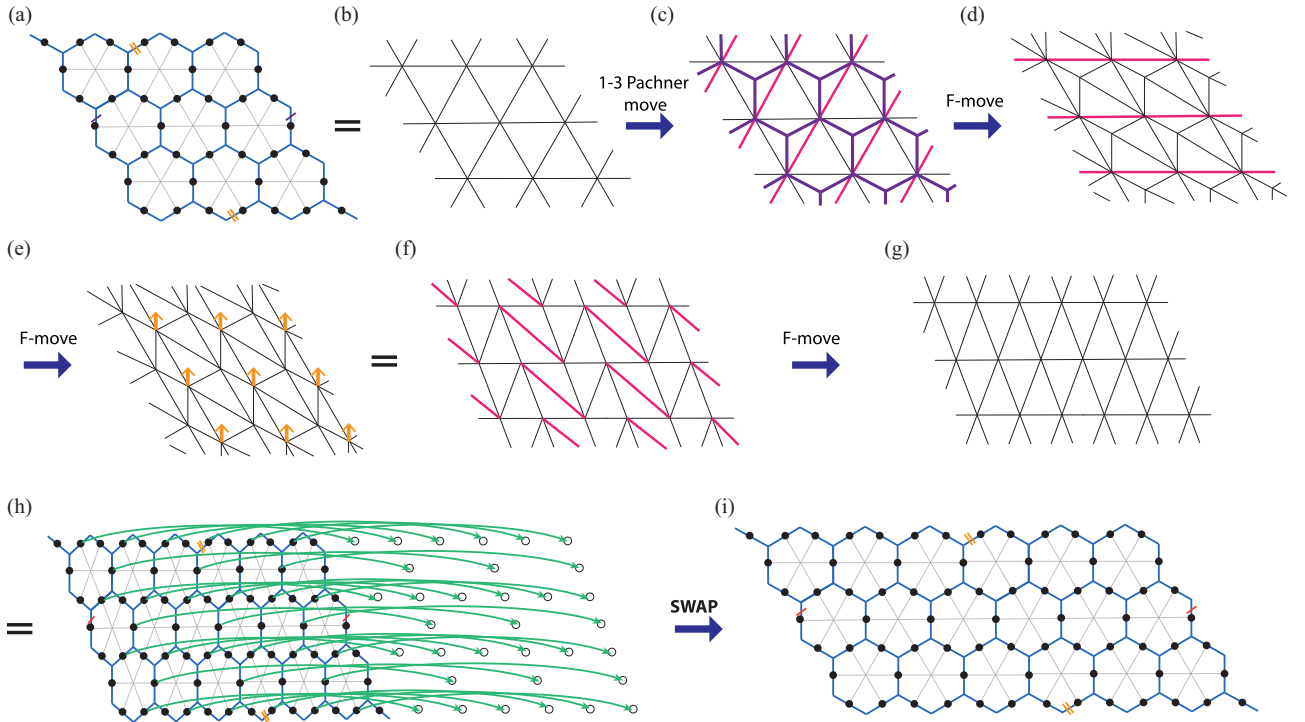 (a)
(b)
(c)
(d)
1-3 Pachner
move
F-move
=
(e)
(f)
(g)
F-move
=
F-move
(h)
(i)
=
SWAP